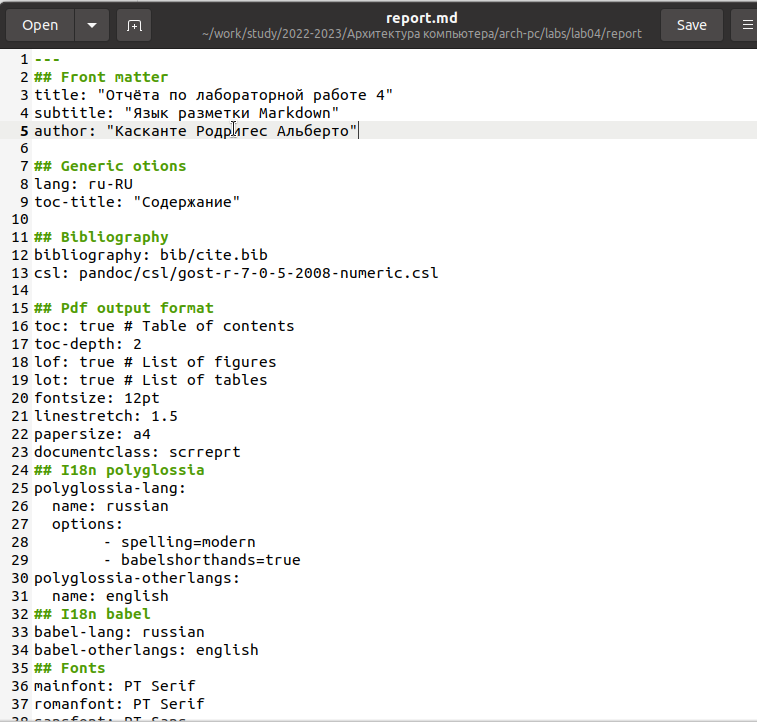 Open
report.md
~/work/study/2022-2023/Архитектура компьютера/arch-pc/labs/lab04/report
Save
1 ---
2 ## Front matter
3 title: "Отчёта по лабораторной работе 4"
4 subtitle: "Язык разметки Markdown"
5 author: "Касканте Родригес Альберто"
6
7 ## Generic otions
8 lang: ru-RU
9 toc-title: "Содержание"
10
11 ## Bibliography
12 bibliography: bib/cite.bib
13 csl: pandoc/csl/gost-r-7-0-5-2008-numeric.csl
14
15 ## Pdf output format
16 toc: true # Table of contents
17 toc-depth: 2
18 lof: true # List of figures
19 lot: true # List of tables
20 fontsize: 12pt
21 linestretch: 1.5
22 papersize: a4
23 documentclass: scrreprt
24 ## I18n polyglossia
25 polyglossia-lang:
26   name: russian
27   options:
28         - spelling=modern
29         - babelshorthands=true
30 polyglossia-otherlangs:
31   name: english
32 ## I18n babel
33 babel-lang: russian
34 babel-otherlangs: english
35 ## Fonts
36 mainfont: PT Serif
37 romanfont: PT Serif
38 sansfont: PT Sans